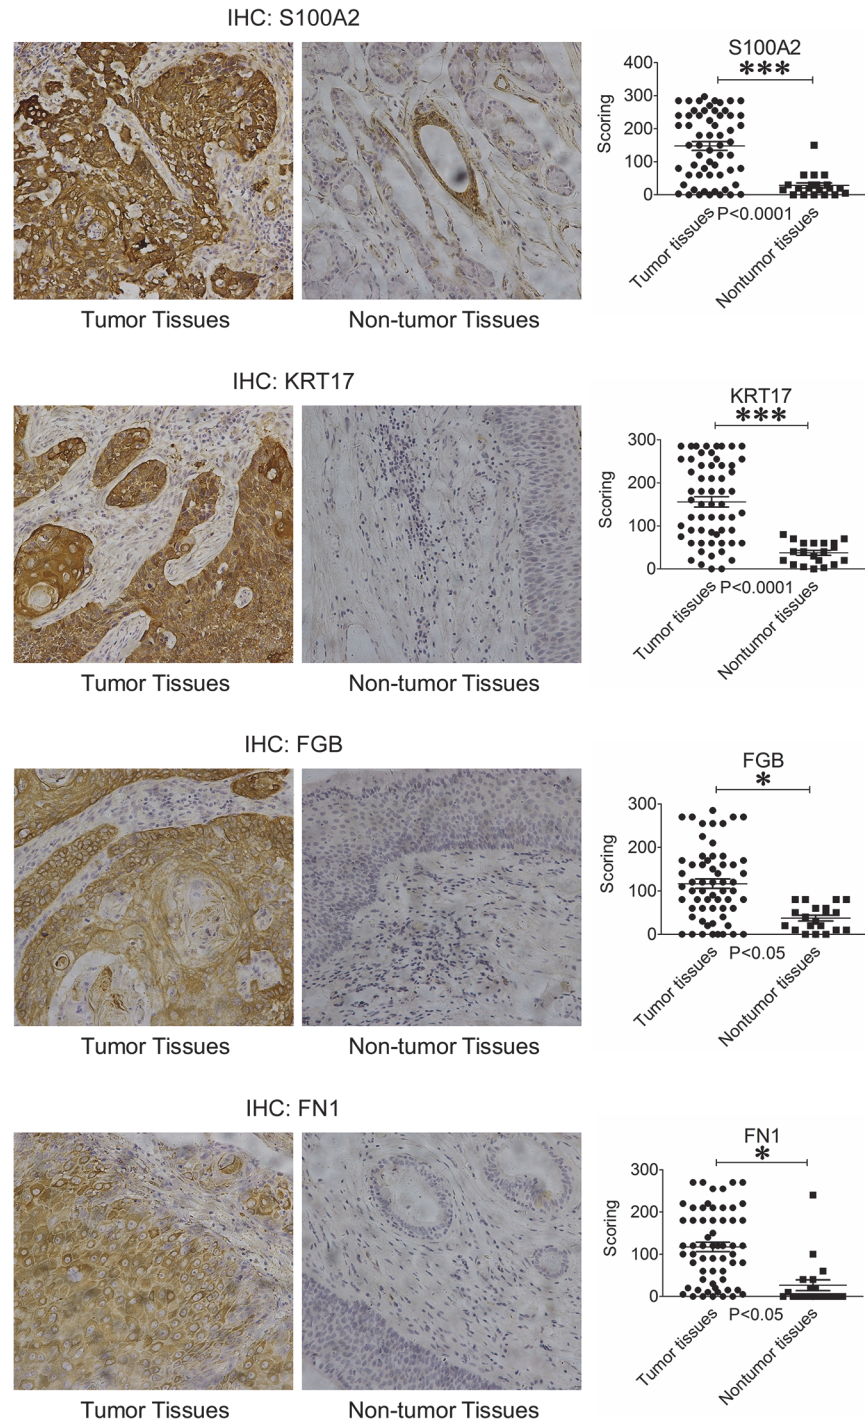 IHC: S100A2
Tumor Tissues
Non-tumor Tissues
S100A2
***
400
300
200
100
0
Scoring
P<0.0001
Tumor tissues
Nontumor tissues
IHC: KRT17
Tumor Tissues
Non-tumor Tissues
KRT17
***
300
200
100
0
Scoring
P<0.0001
Tumor tissues
Nontumor tissues
IHC: FGB
Tumor Tissues
Non-tumor Tissues
FGB
*
300
200
100
0
Scoring
P<0.05
Tumor tissues
Nontumor tissues
IHC: FN1
Tumor Tissues
Non-tumor Tissues
FN1
*
300
200
100
0
Scoring
P<0.05
Tumor tissues
Nontumor tissues